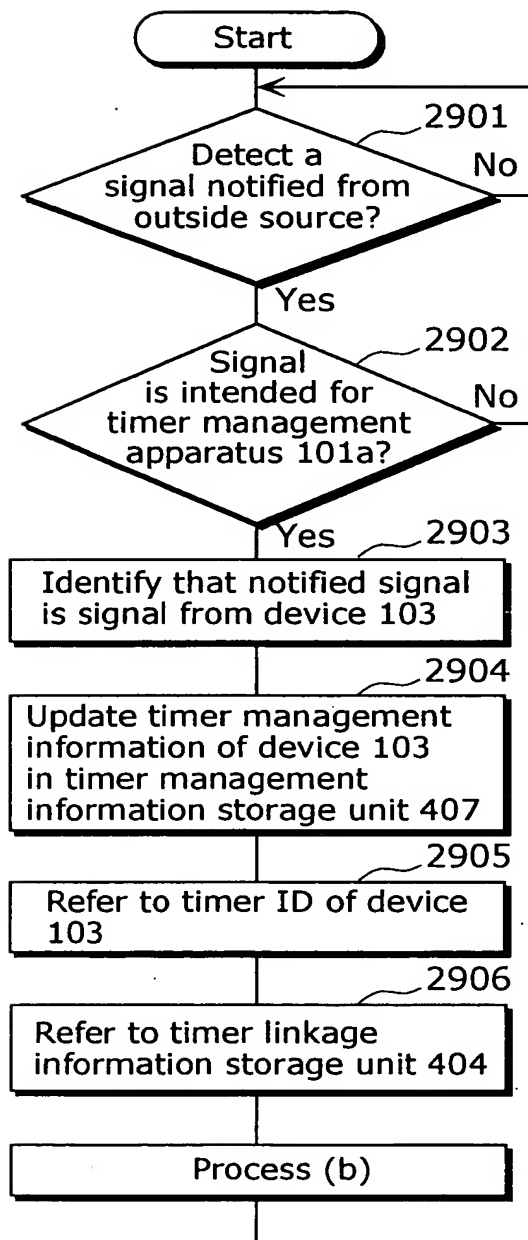 Start
2901
Detect a
signal notified from
outside source?
No
Yes
2902
Signal
is intended for
timer management
apparatus 101a?
No
Yes
2903
Identify that notified signal
is signal from device 103
2904
Update timer management
information of device 103
in timer management
information storage unit 407
2905
Refer to timer ID of device
103
2906
Refer to timer linkage
information storage unit 404
Process (b)